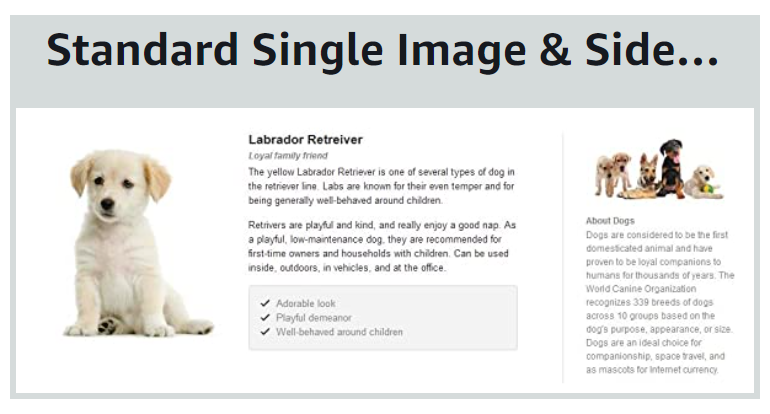 Standard Single Image & Side...
Labrador Retreiver
Loyal family friend
The yellow Labrador Retriever is one of several types of dog in
the retriever line. Labs are known for their even temper and for
being generally well-behaved around children.
Retrivers are playful and kind, and really enjoy a good nap. As
a playful, low-maintenance dog, they are recommended for
first-time owners and households with children. Can be used
inside, outdoors, in vehicles, and at the office.
✓ Adorable look
✓ Playful demeanor
✓ Well-behaved around children
About Dogs
Dogs are considered to be the first
domesticated animal and have
proven to be loyal companions to
humans for thousands of years. The
World Canine Organization
recognizes 339 breeds of dogs
across 10 groups based on the
dog's purpose, appearance, or size.
Dogs are an ideal choice for
companionship, space travel, and
as mascots for Internet currency.